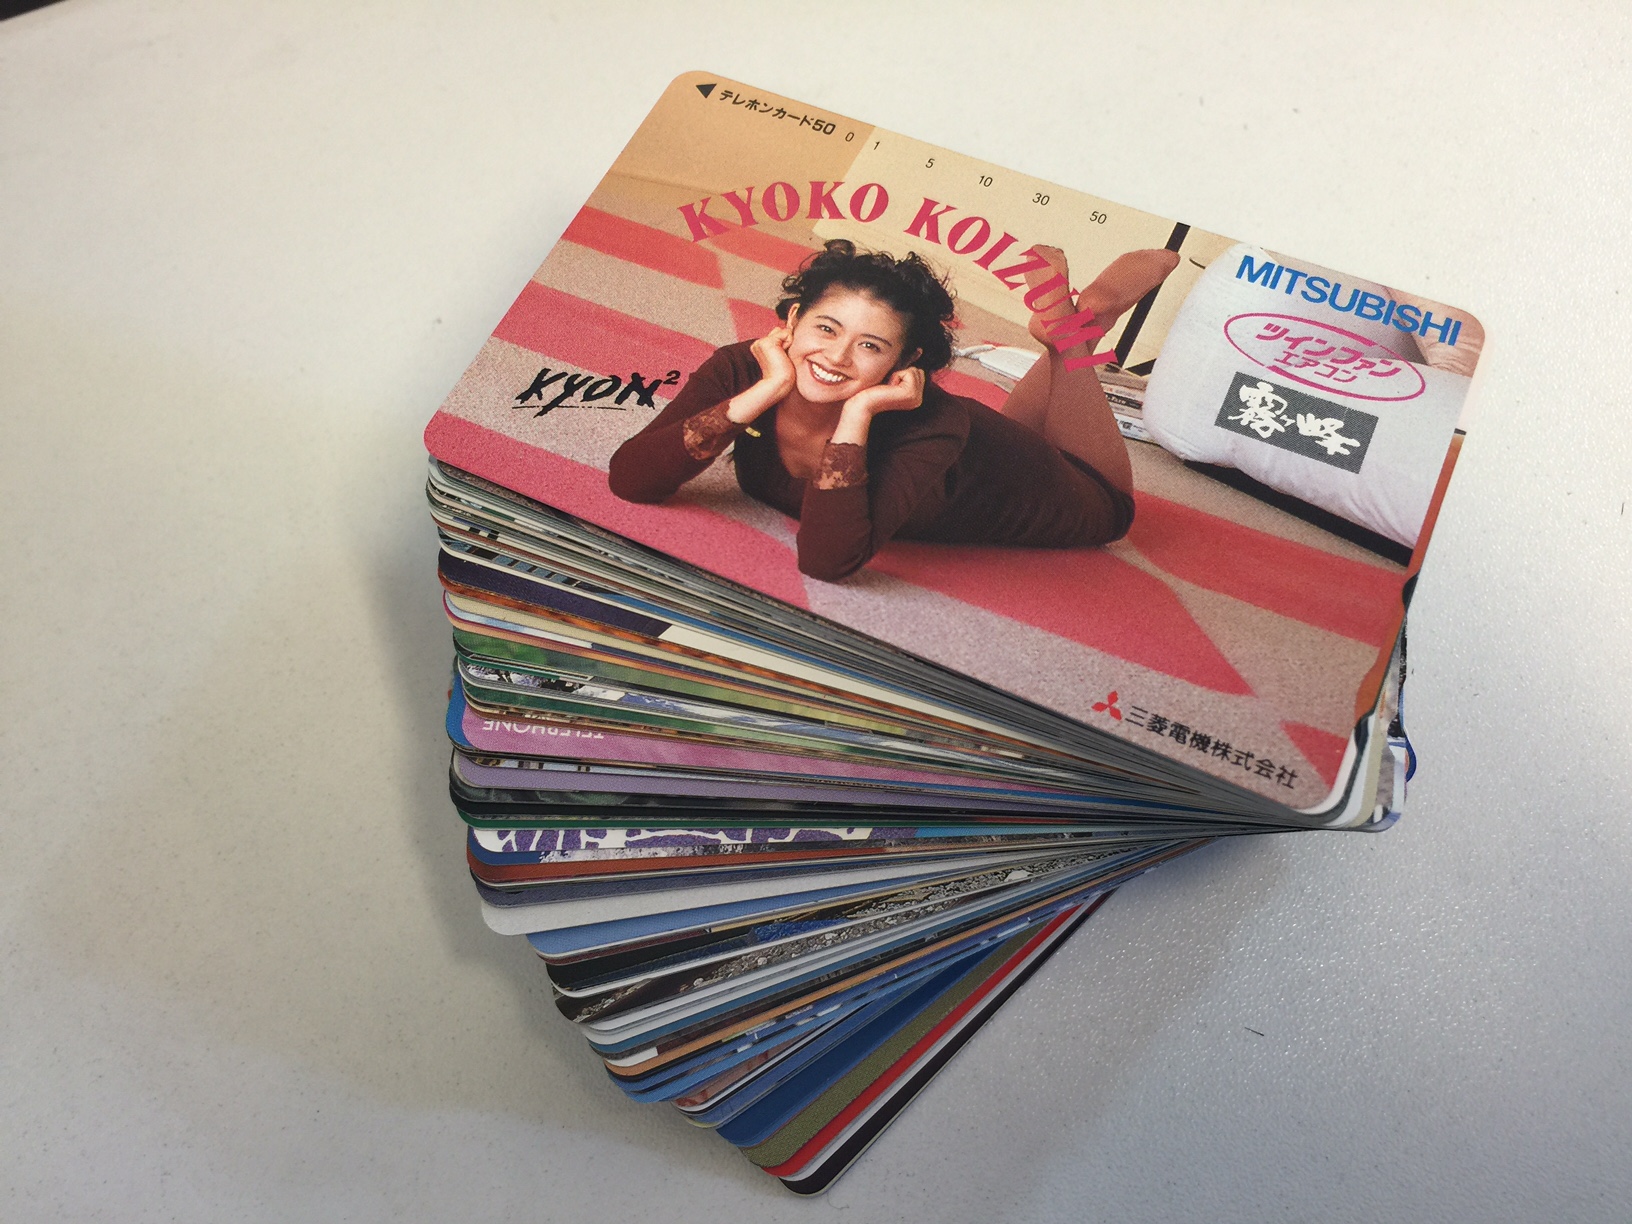 ◀テレホンカード50
0 1 5 10 30 50
KYOKO KOIZUMI
MITSUBISHI
ツインファン
エアコン
霧ヶ峰
KYON²
三菱電機株式会社
TELEPHONE